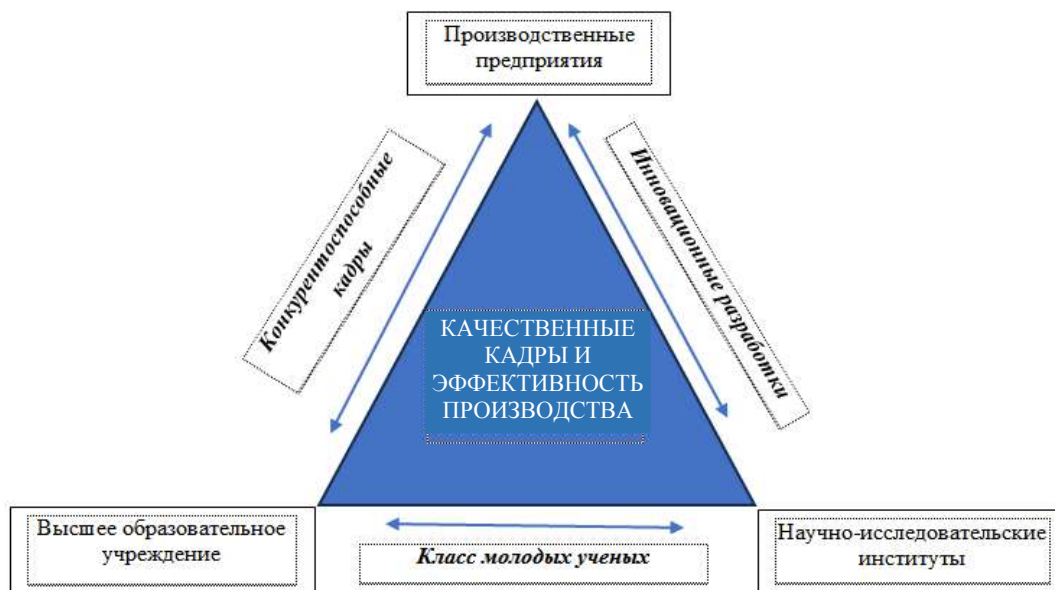 Производственные
предприятия
Конкурентоспособные
кадры
Инновационные разработки
КАЧЕСТВЕННЫЕ
КАДРЫ И
ЭФФЕКТИВНОСТЬ
ПРОИЗВОДСТВА
Высшее образовательное
учреждение
Класс молодых ученых
Научно-исследовательские
институты